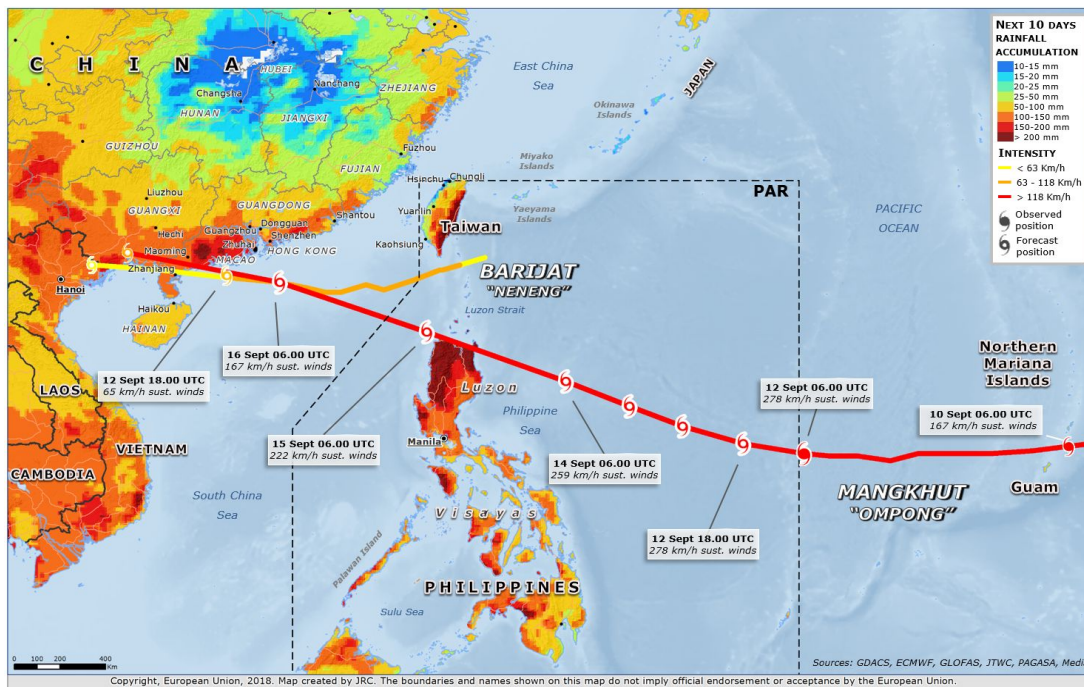 NEXT 10 DAYS
RAINFALL
ACCUMULATION
10-15 mm
15-20 mm
20-25 mm
25-50 mm
50-100 mm
100-150 mm
150-200 mm
> 200 mm
INTENSITY
< 63 Km/h
63 - 118 Km/h
> 118 Km/h
Observed
position
Forecast
position
CHINA
HUBEI
Changsha
Nanchang
ZHEJIANG
HUNAN
JIANGXI
GUIZHOU
FUJIAN
Fuzhou
East China
Sea
JAPAN
Okinawa
Islands
Miyako
Islands
Yaeyama
Islands
Hsinchu
Chungli
Yuanlin
Taiwan
Kaohsiung
PAR
PACIFIC
OCEAN
Liuzhou
GUANGXI
GUANGDONG
Shantou
Hechi
Guangzhou
Dongguan
Shenzhen
Zhuhai
HONG KONG
MACAO
Maoming
Zhanjiang
Hanoi
Haikou
HAINAN
BARIJAT
"NENENG"
Luzon Strait
16 Sept 06.00 UTC
167 km/h sust. winds
12 Sept 18.00 UTC
65 km/h sust. winds
LAOS
VIETNAM
CAMBODIA
Luzon
Northern
Mariana
Islands
12 Sept 06.00 UTC
278 km/h sust. winds
10 Sept 06.00 UTC
167 km/h sust. winds
Philippine
Sea
Manila
15 Sept 06.00 UTC
222 km/h sust. winds
14 Sept 06.00 UTC
259 km/h sust. winds
Guam
MANGKHUT
"OMPONG"
South China
Sea
Visayas
12 Sept 18.00 UTC
278 km/h sust. winds
Palawan Island
PHILIPPINES
Sulu Sea
0 100 200 400
Km
Sources: GDACS, ECMWF, GLOFAS, JTWC, PAGASA, Medi
Copyright, European Union, 2018. Map created by JRC. The boundaries and names shown on this map do not imply official endorsement or acceptance by the European Union.